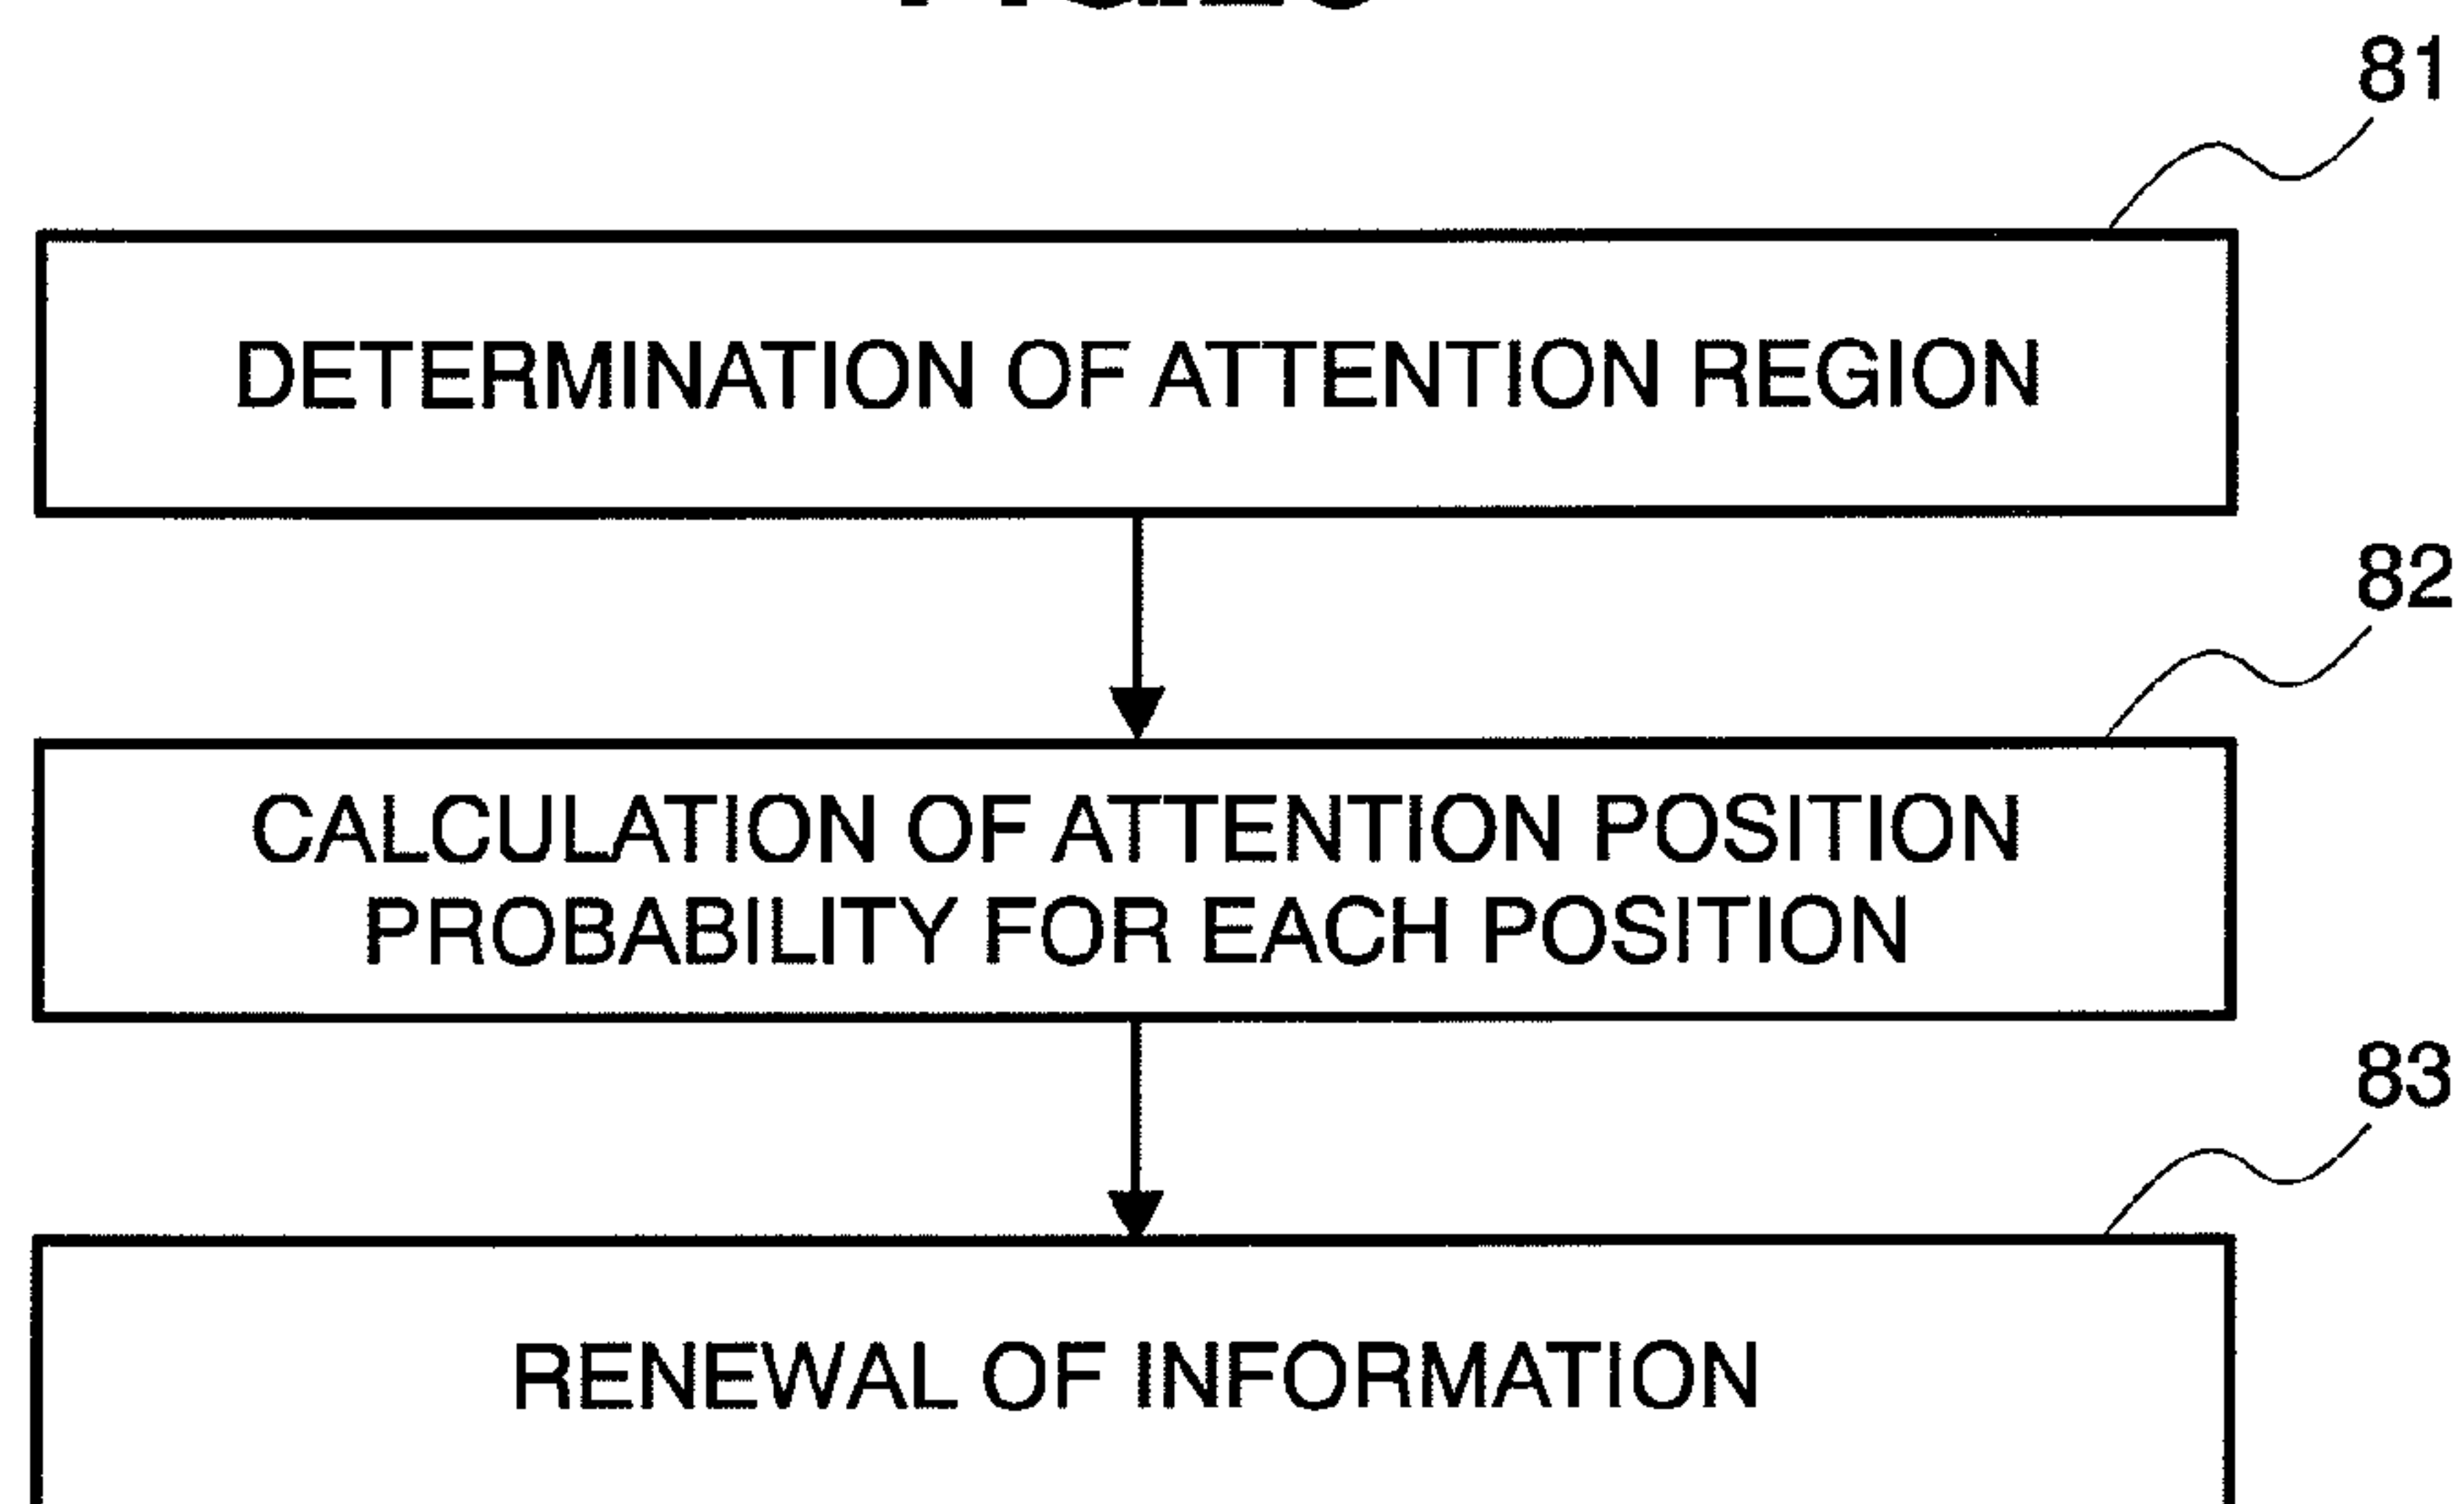 81
DETERMINATION OF ATTENTION REGION
82
CALCULATION OF ATTENTION POSITION
PROBABILITY FOR EACH POSITION
83
RENEWAL OF INFORMATION